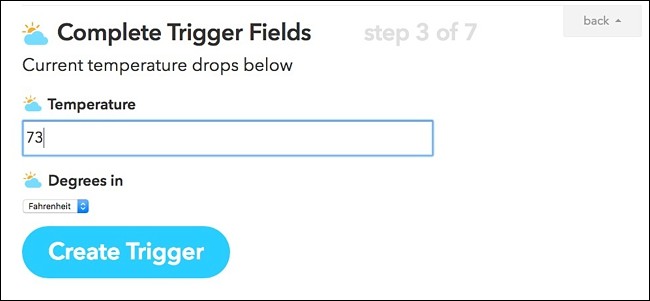 Complete Trigger Fields
step 3 of 7
back
Current temperature drops below
Temperature
73
Degrees in
Fahrenheit
Create Trigger